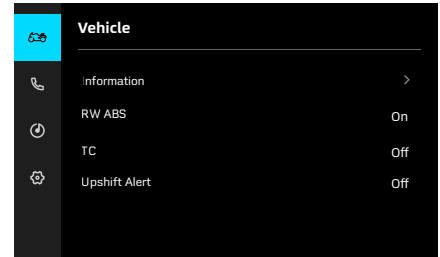 Vehicle
Information
RW ABS On
TC Off
Upshift Alert Off